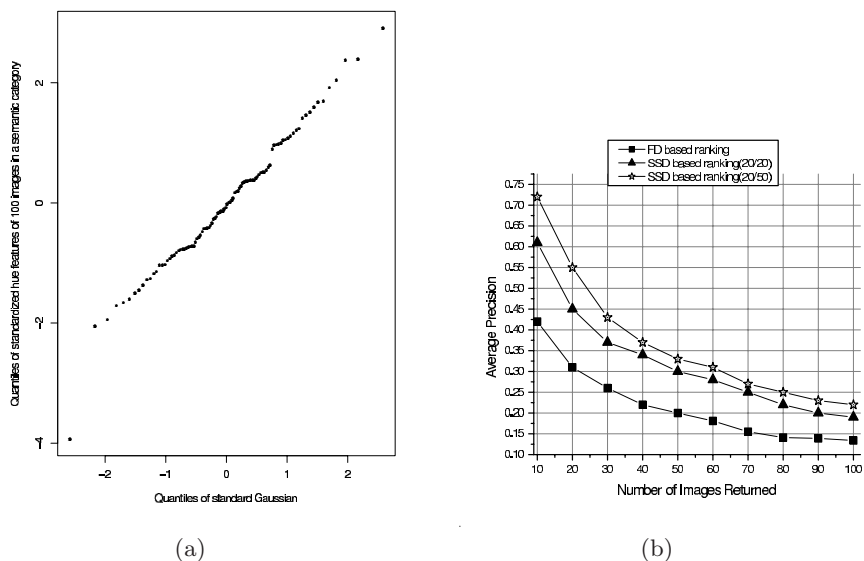 Quantiles of standardized hue features of 100 images in a semantic category
2
0
-2
-4
-2 -1 0 1 2
Quantiles of standard Gaussian
(a)
FD based ranking
SSD based ranking(20/20)
SSD based ranking(20/50)
Average Precision
0.75
0.70
0.65
0.60
0.55
0.50
0.45
0.40
0.35
0.30
0.25
0.20
0.15
0.10
10 20 30 40 50 60 70 80 90 100
Number of Images Returned
(b)